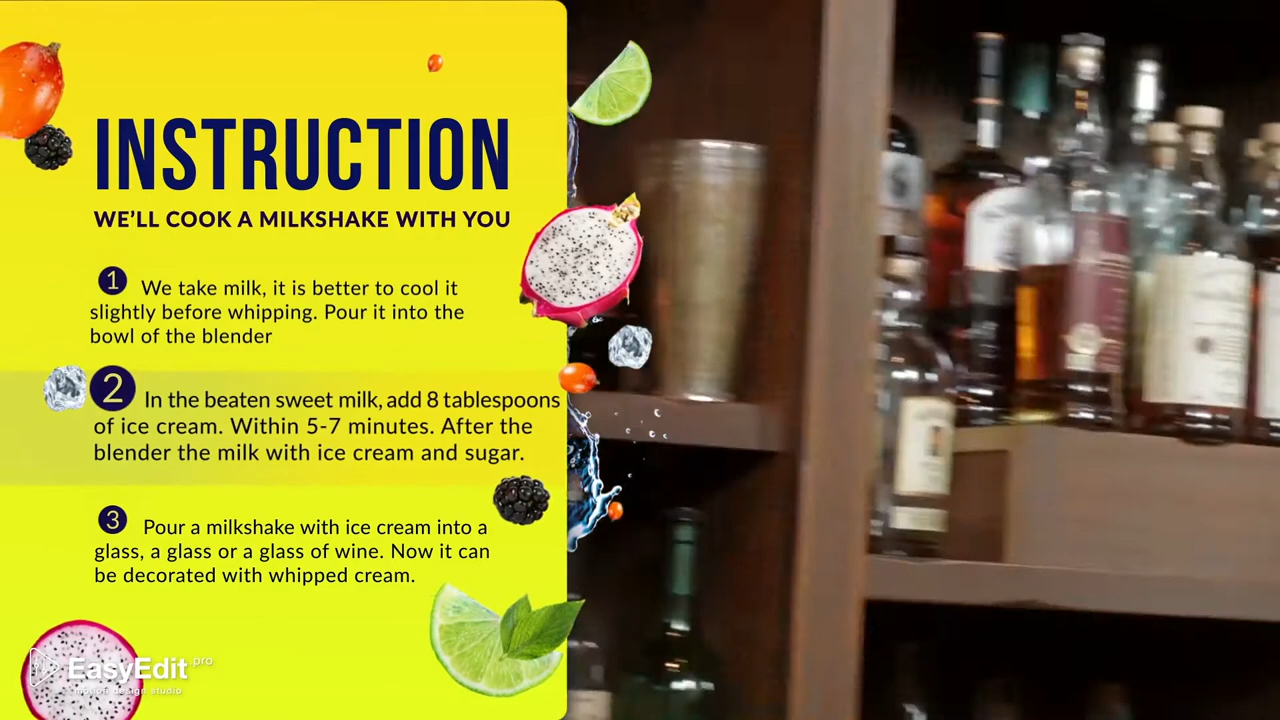 INSTRUCTION
WE'LL COOK A MILKSHAKE WITH YOU
1 We take milk, it is better to cool it
slightly before whipping. Pour it into the
bowl of the blender
2 In the beaten sweet milk, add 8 tablespoons
of ice cream. Within 5-7 minutes. After the
blender the milk with ice cream and sugar.
3 Pour a milkshake with ice cream into a
glass, a glass or a glass of wine. Now it can
be decorated with whipped cream.
EasyEdit pro
motion design studio